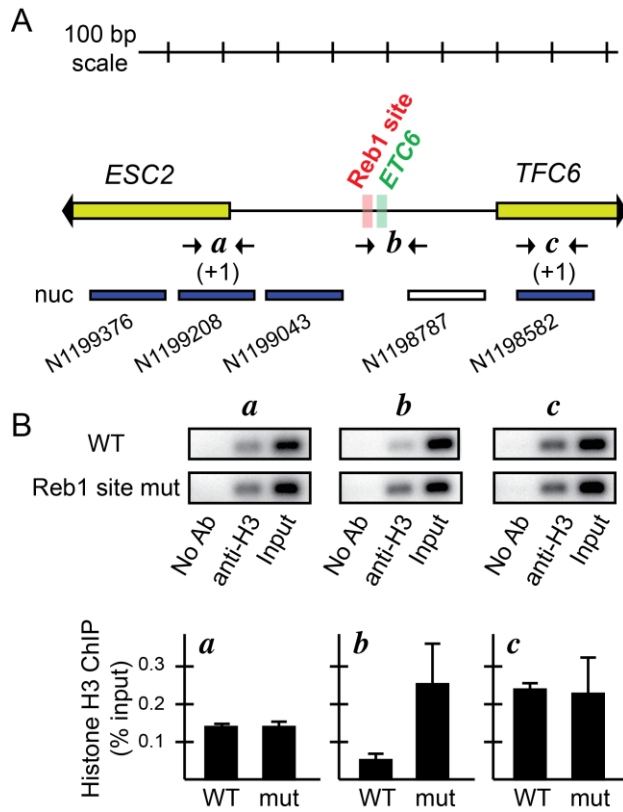 A
100 bp
scale
Reb1 site
ETC6
ESC2
TFC6
a
b
c
(+1)
(+1)
nuc
N1199376
N1199208
N1199043
N1198787
N1198582
B
a
b
c
WT
Reb1 site mut
No Ab
anti-H3
Input
No Ab
anti-H3
Input
No Ab
anti-H3
Input
Histone H3 ChIP
(% input)
0.3
0.2
0.1
a
b
c
WT mut
WT mut
WT mut